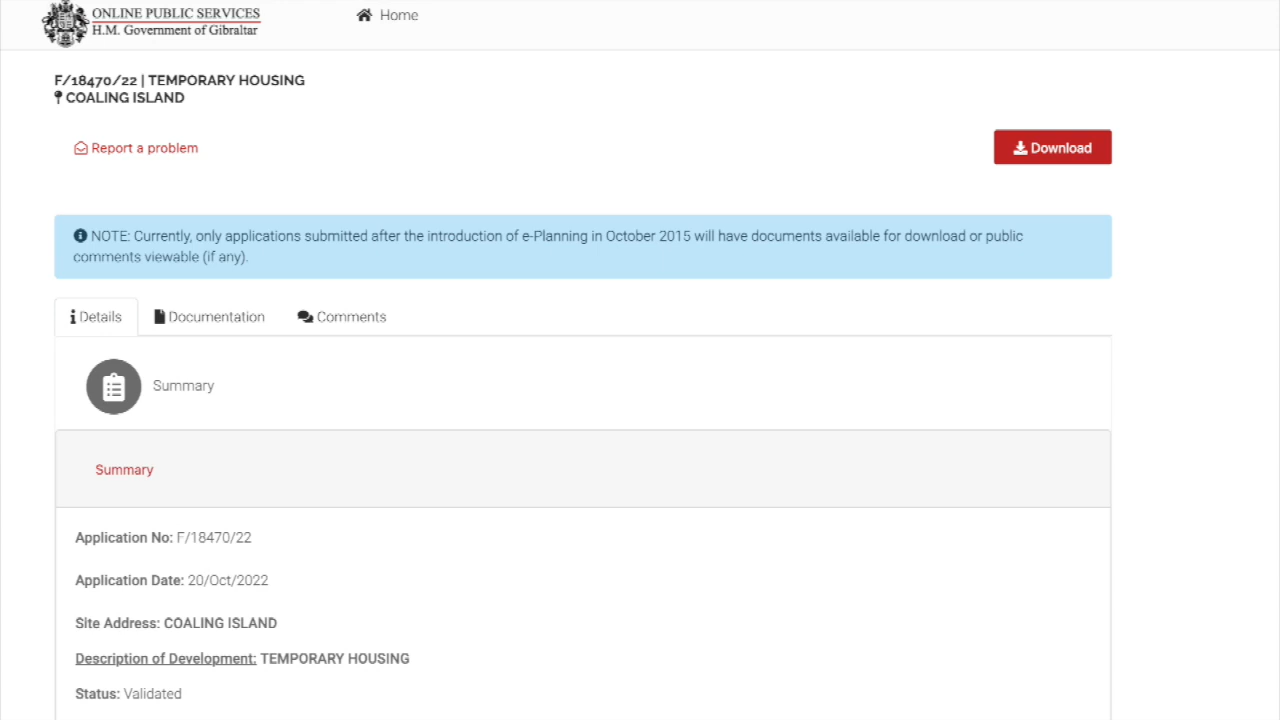 ONLINE PUBLIC SERVICES
H.M. Government of Gibraltar
Home
F/18470/22 | TEMPORARY HOUSING
COALING ISLAND
Report a problem
Download
NOTE: Currently, only applications submitted after the introduction of e-Planning in October 2015 will have documents available for download or public
comments viewable (if any).
Details
Documentation
Comments
Summary
Summary
Application No: F/18470/22
Application Date: 20/Oct/2022
Site Address: COALING ISLAND
Description of Development: TEMPORARY HOUSING
Status: Validated